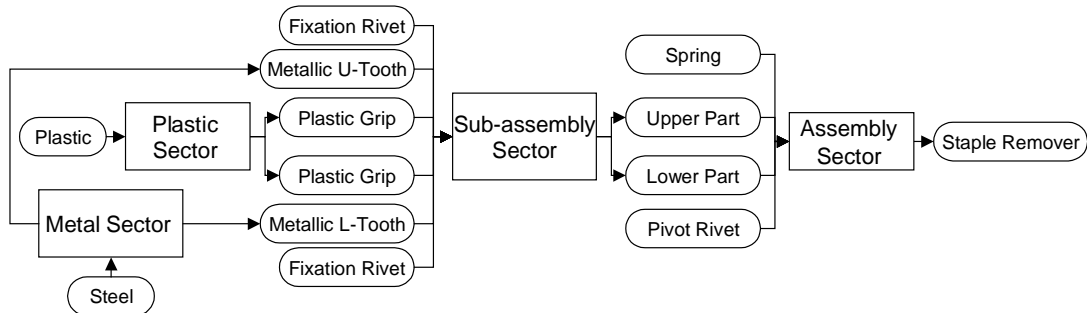 Fixation Rivet
Metallic U-Tooth
Plastic
Plastic
Sector
Plastic Grip
Plastic Grip
Metal Sector
Metallic L-Tooth
Fixation Rivet
Steel
Sub-assembly
Sector
Spring
Upper Part
Lower Part
Pivot Rivet
Assembly
Sector
Staple Remover